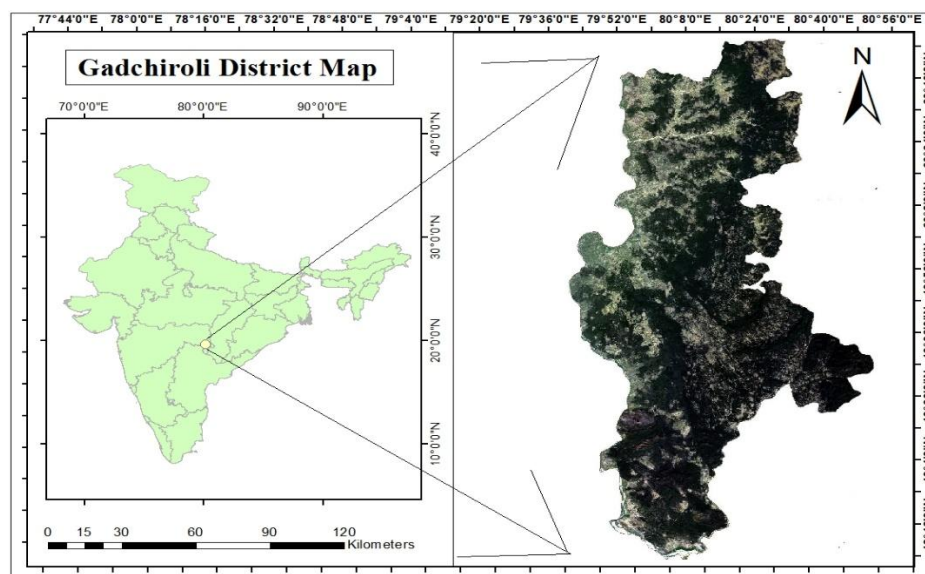 77°44'0"E 78°0'0"E 78°16'0"E 78°32'0"E 78°48'0"E 79°4'0"E 79°20'0"E 79°36'0"E 79°52'0"E 80°8'0"E 80°24'0"E 80°40'0"E 80°56'0"E
Gadchiroli District Map
N
70°0'0"E 80°0'0"E 90°0'0"E
40°0'0"N
30°0'0"N
20°0'0"N
10°0'0"N
0 15 30 60 90 120
Kilometers